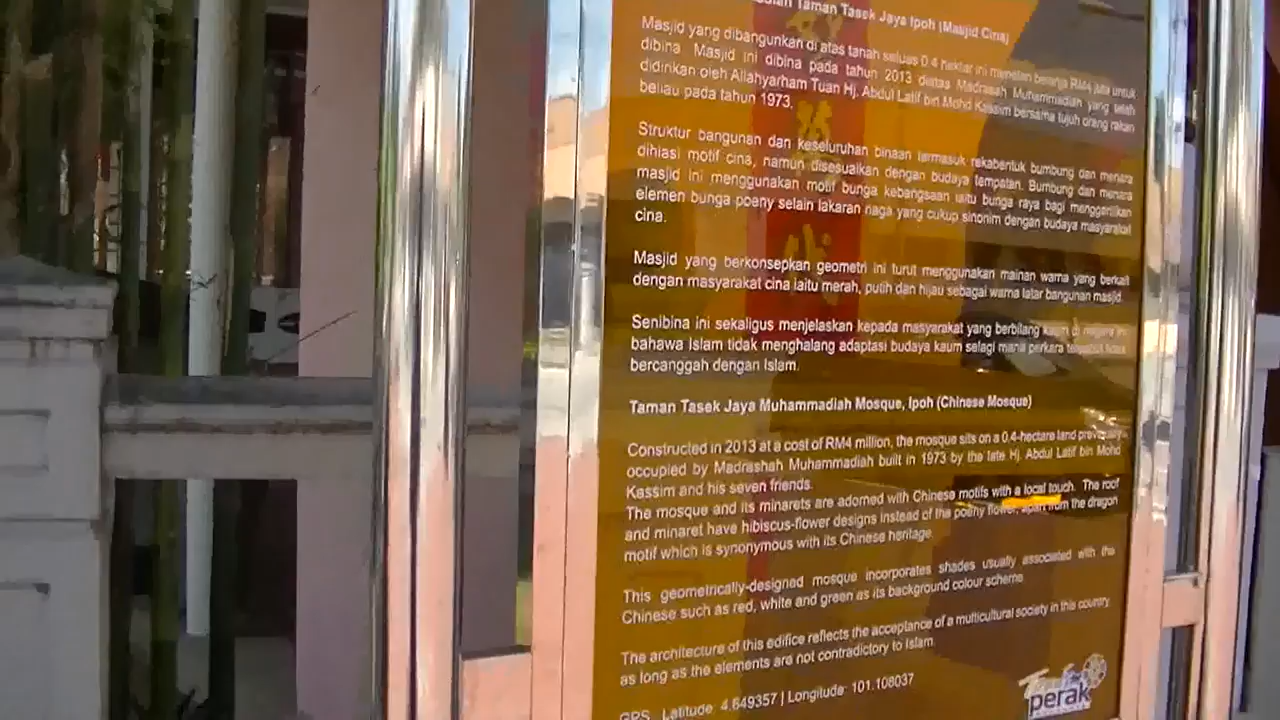 Taman Tasek Jaya Ipoh (Masjid Cina)
Masjid yang dibangunkan di atas tanah seluas 0.4 hektar ini menelan belanja RM4 juta untuk
dibina. Masjid ini dibina pada tahun 2013 diatas Madrasah Muhammadiah yang telah
didirikan oleh Allahyarham Tuan Hj. Abdul Latif bin Mohd Kassim bersama tujuh orang rakan
beliau pada tahun 1973.
Struktur bangunan dan keseluruhan binaan termasuk rekabentuk bumbung dan menara
dihiasi motif cina, namun disesuaikan dengan budaya tempatan. Bumbung dan menara
masjid ini menggunakan motif bunga kebangsaan iaitu bunga raya bagi menggantikan
elemen bunga poeny selain lakaran naga yang cukup sinonim dengan budaya masyarakat
cina.
Masjid yang berkonsepkan geometri ini turut menggunakan mainan warna yang berkait
dengan masyarakat cina iaitu merah, putih dan hijau sebagai warna latar bangunan masjid.
Senibina ini sekaligus menjelaskan kepada masyarakat yang berbilang kaum di negara ini
bahawa Islam tidak menghalang adaptasi budaya kaum selagi mana perkara tersebut tidak
bercanggah dengan Islam.
Taman Tasek Jaya Muhammadiah Mosque, Ipoh (Chinese Mosque)
Constructed in 2013 at a cost of RM4 million, the mosque sits on a 0.4-hectare land previously
occupied by Madrashah Muhammadiah built in 1973 by the late Hj. Abdul Latif bin Mohd
Kassim and his seven friends.
The mosque and its minarets are adorned with Chinese motifs with a local touch. The roof
and minaret have hibiscus-flower designs instead of the poeny flower, apart from the dragon
motif which is synonymous with its Chinese heritage.
This geometrically-designed mosque incorporates shades usually associated with the
Chinese such as red, white and green as its background colour scheme.
The architecture of this edifice reflects the acceptance of a multicultural society in this country
as long as the elements are not contradictory to Islam.
GPS Latitude: 4.649357 | Longitude: 101.108037
perak